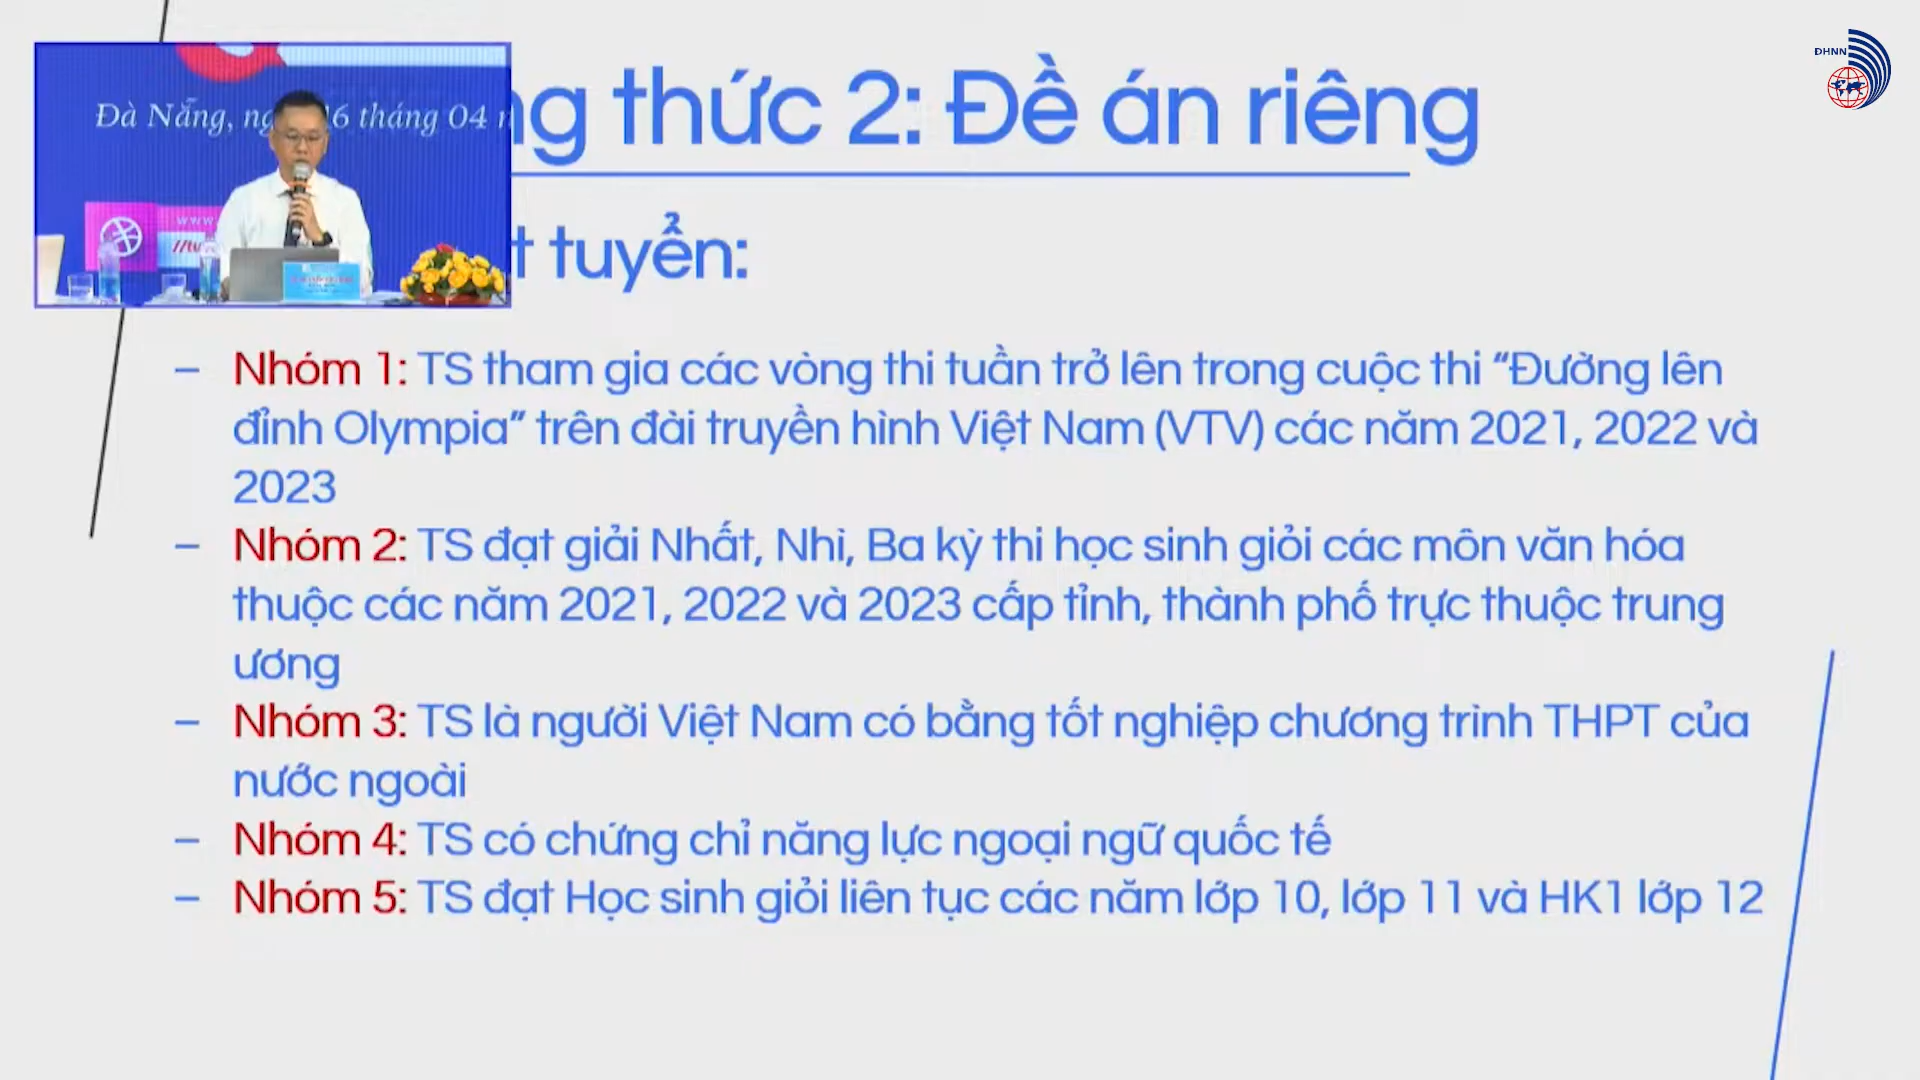 ĐHNN
Đà Nẵng, 16 tháng 04
ng thức 2: Đề án riêng
t tuyển:
– Nhóm 1: TS tham gia các vòng thi tuần trở lên trong cuộc thi “Đường lên
đỉnh Olympia” trên đài truyền hình Việt Nam (VTV) các năm 2021, 2022 và
2023
– Nhóm 2: TS đạt giải Nhất, Nhì, Ba kỳ thi học sinh giỏi các môn văn hóa
thuộc các năm 2021, 2022 và 2023 cấp tỉnh, thành phố trực thuộc trung
ương
– Nhóm 3: TS là người Việt Nam có bằng tốt nghiệp chương trình THPT của
nước ngoài
– Nhóm 4: TS có chứng chỉ năng lực ngoại ngữ quốc tế
– Nhóm 5: TS đạt Học sinh giỏi liên tục các năm lớp 10, lớp 11 và HK1 lớp 12